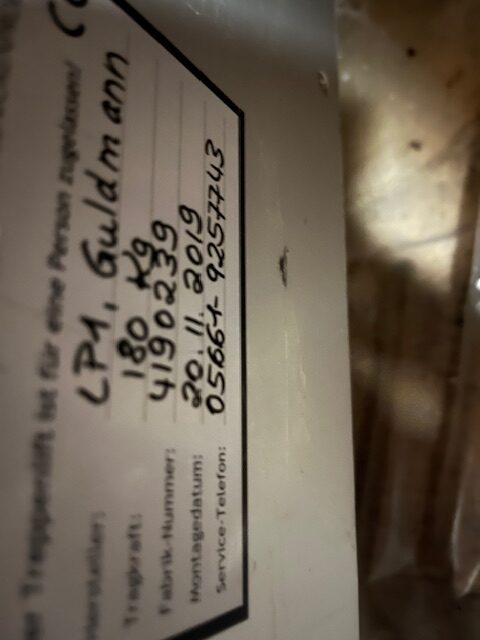 Treppenlift ist für eine Person zugelassen!
Hersteller: LP1, Guldmann
Tragkraft: 180 Kg
Fabrik-Nummer: 4190239
Montagedatum: 20.11.2019
Service-Telefon: 05661-9257743